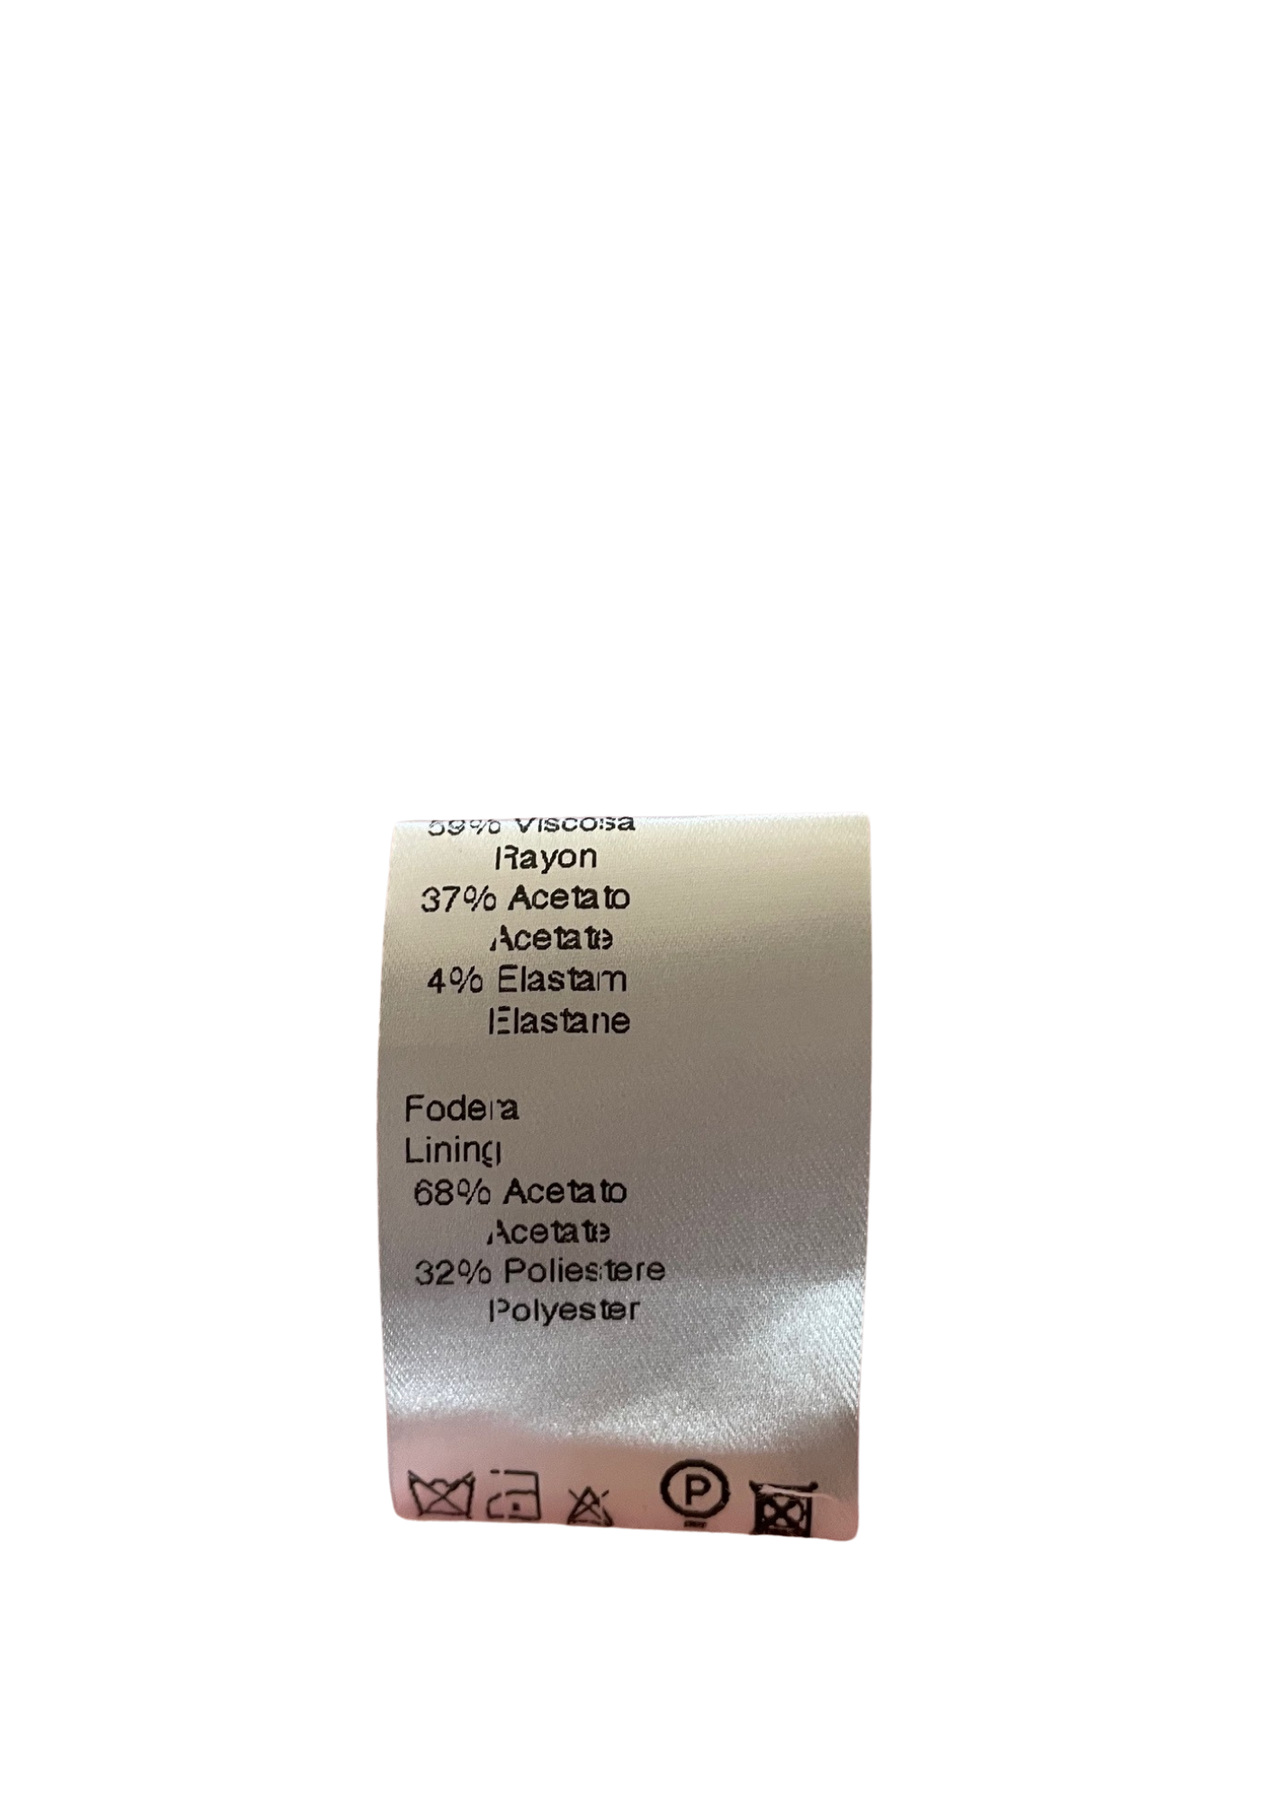 59% Viscosa
Rayon
37% Acetato
Acetate
4% Elastam
Elastane
Fodera
Lining
68% Acetato
Acetate
32% Poliestere
Polyester
P